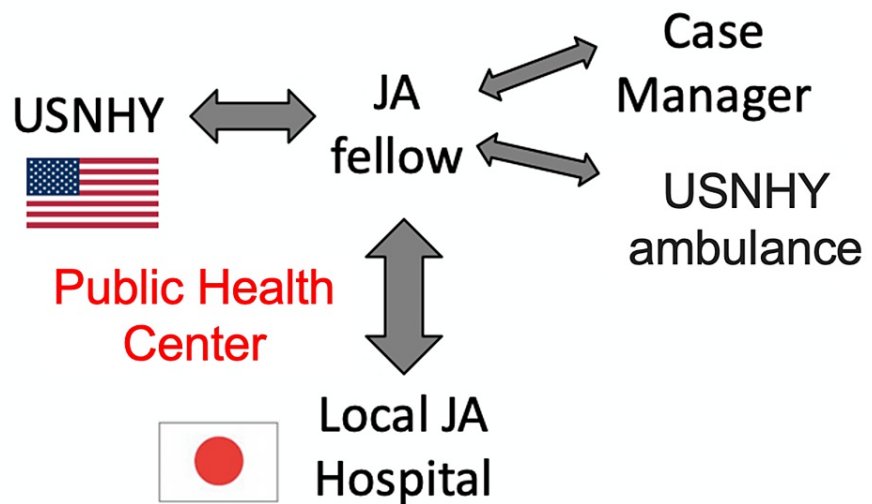 USNHY
JA
fellow
Case
Manager
USNHY
ambulance
Public Health
Center
Local JA
Hospital